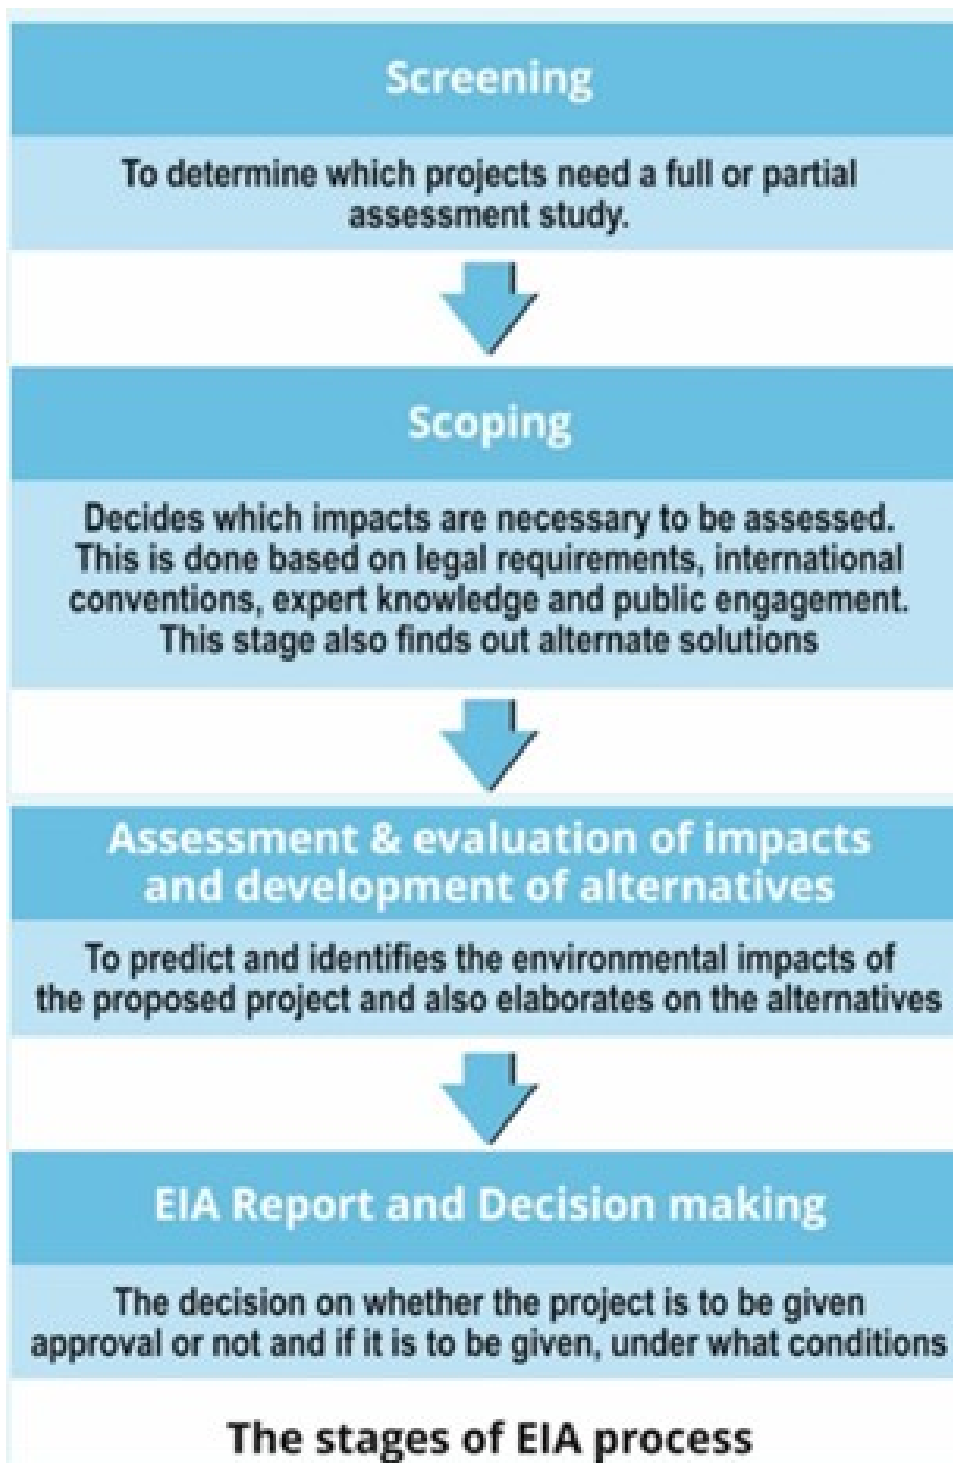 Screening
To determine which projects need a full or partial
assessment study.
Scoping
Decides which impacts are necessary to be assessed.
This is done based on legal requirements, international
conventions, expert knowledge and public engagement.
This stage also finds out alternate solutions
Assessment & evaluation of impacts
and development of alternatives
To predict and identifies the environmental impacts of
the proposed project and also elaborates on the alternatives
EIA Report and Decision making
The decision on whether the project is to be given
approval or not and if it is to be given, under what conditions
The stages of EIA process